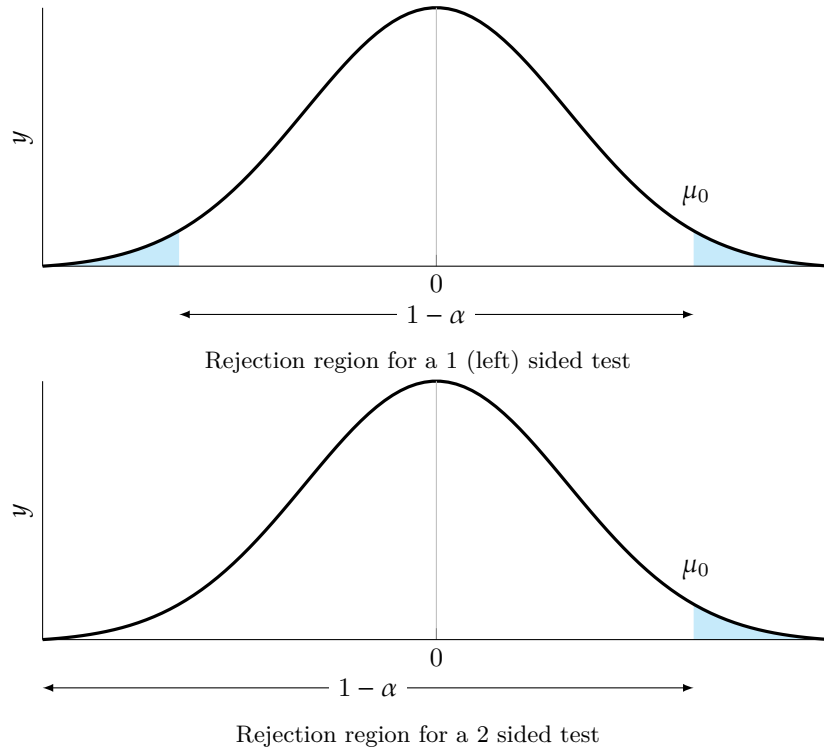 y
μ₀
0
1 − α
Rejection region for a 1 (left) sided test
y
μ₀
0
1 − α
Rejection region for a 2 sided test